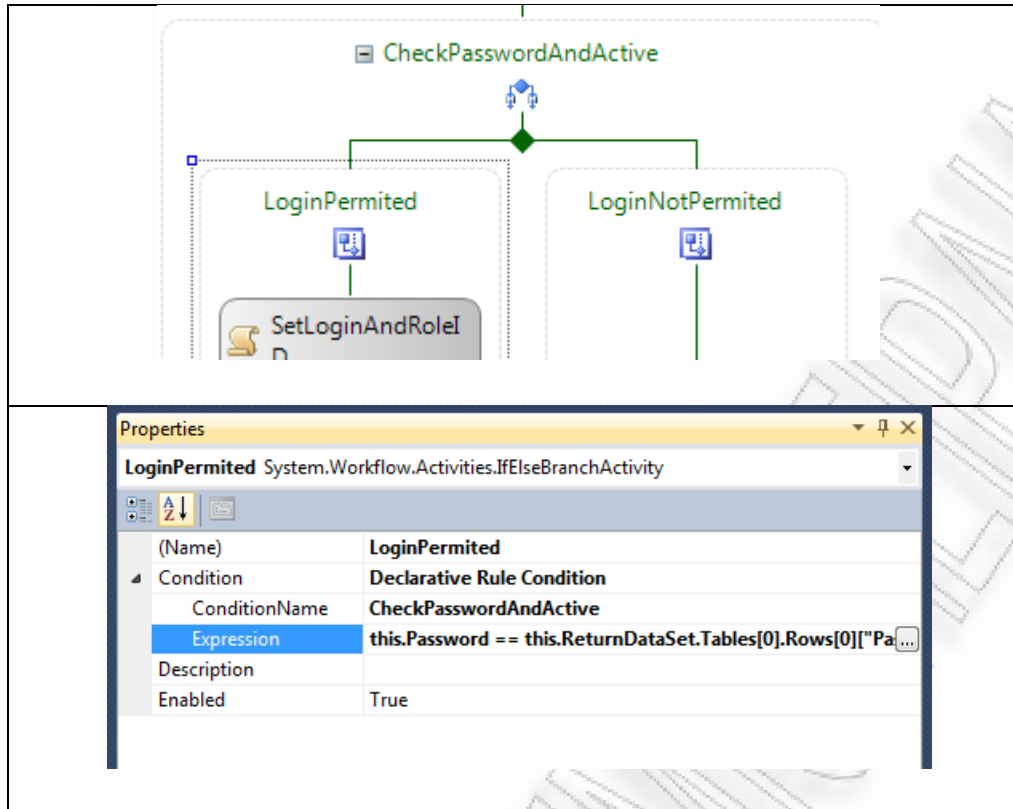 CheckPasswordAndActive
LoginPermited
LoginNotPermited
SetLoginAndRoleI
D
Properties
LoginPermited System.Workflow.Activities.IfElseBranchActivity
(Name) LoginPermited
Condition Declarative Rule Condition
ConditionName CheckPasswordAndActive
Expression this.Password == this.ReturnDataSet.Tables[0].Rows[0]["Pa ...
Description
Enabled True